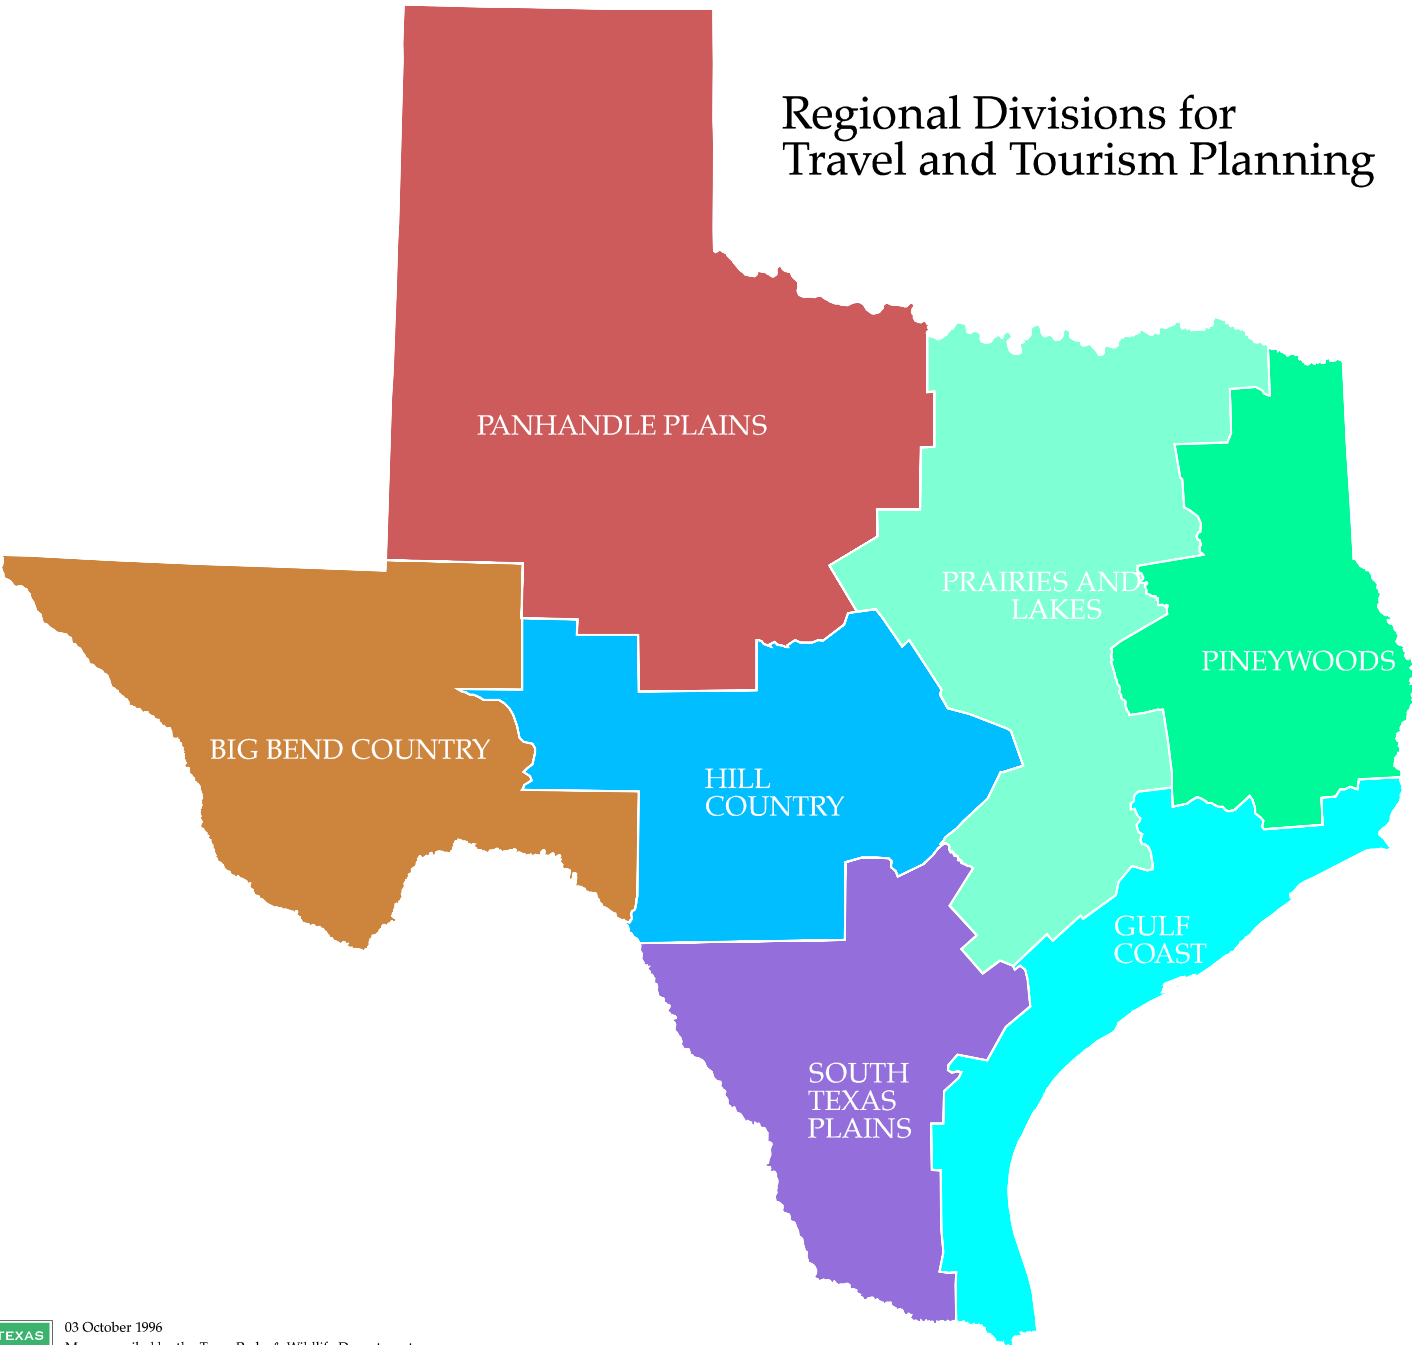 Regional Divisions for
Travel and Tourism Planning
PANHANDLE PLAINS
PRAIRIES AND
LAKES
PINEYWOODS
BIG BEND COUNTRY
HILL
COUNTRY
GULF
COAST
SOUTH
TEXAS
PLAINS
TEXAS
03 October 1996